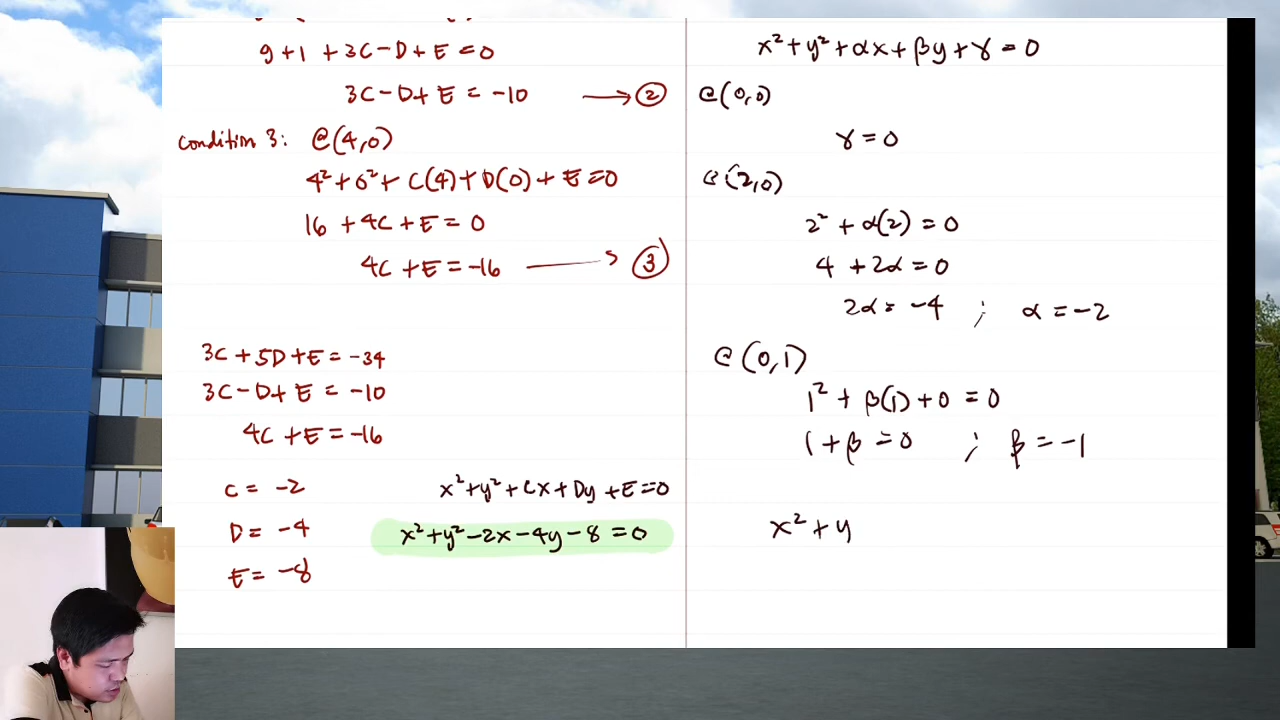 9 + 1 + 3C - D + E = 0
3C - D + E = -10 → ②
Condition 3: @(4,0)
4² + 0² + C(4) + D(0) + E = 0
16 + 4C + E = 0
4C + E = -16 → ③
3C + 5D + E = -34
3C - D + E = -10
4C + E = -16
C = -2
D = -4
E = -8
x² + y² + Cx + Dy + E = 0
x² + y² - 2x - 4y - 8 = 0
x² + y² + αx + βy + γ = 0
@(0,0)
γ = 0
@(2,0)
2² + α(2) = 0
4 + 2α = 0
2α = -4 ; α = -2
@(0,1)
1² + β(1) + 0 = 0
1 + β = 0 ; β = -1
x² + y